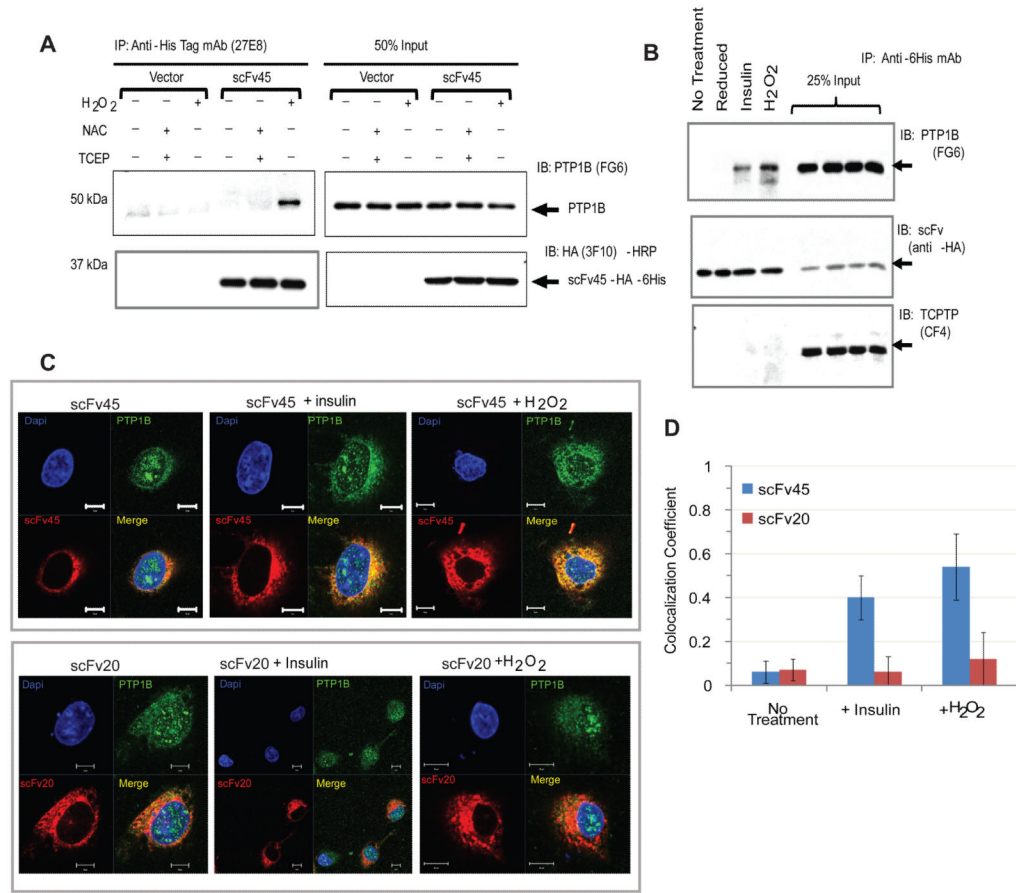 A
IP: Anti-His Tag mAb (27E8)
50% Input
Vector
scFv45
Vector
scFv45
H2O2 − − + − − + − − + − − +
NAC − + − − + − − + − − + −
TCEP − + − − + − − + − − + −
IB: PTP1B (FG6)
50 kDa
PTP1B
37 kDa
IB: HA (3F10) -HRP
scFv45-HA-6His
B
No Treatment
Reduced
Insulin
H2O2
IP: Anti-6His mAb
25% Input
IB: PTP1B
(FG6)
IB: scFv
(anti-HA)
IB: TCPTP
(CF4)
C
scFv45
scFv45 + insulin
scFv45 + H2O2
Dapi PTP1B Dapi PTP1B Dapi PTP1B
scFv45 Merge scFv45 Merge scFv45 Merge
scFv20
scFv20 + Insulin
scFv20 +H2O2
Dapi PTP1B Dapi PTP1B Dapi PTP1B
scFv20 Merge scFv20 Merge scFv20 Merge
D
Colocalization Coefficient
1
0.8
0.6
0.4
0.2
0
scFv45
scFv20
No
Treatment
+ Insulin
+H2O2